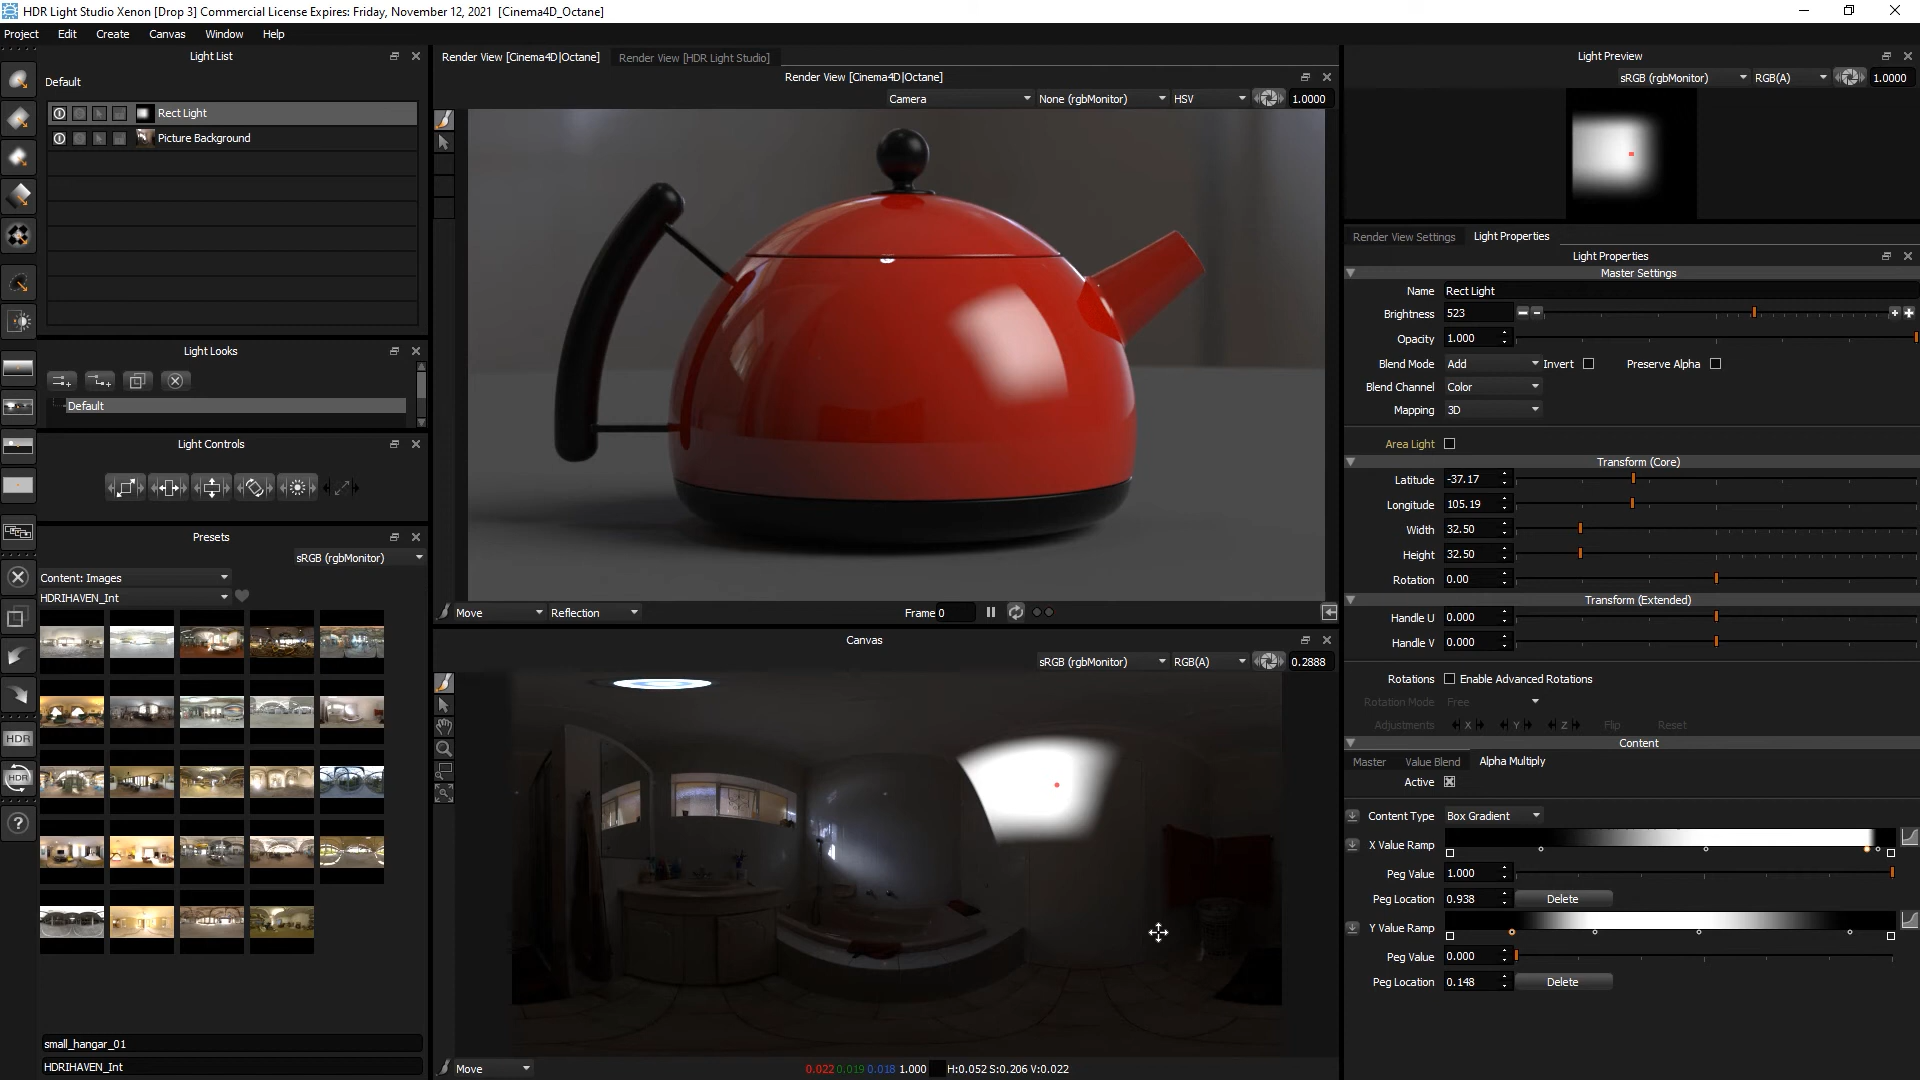 HDR Light Studio Xenon [Drop 3] Commercial License Expires: Friday, November 12, 2021 [Cinema4D_Octane]
Project Edit Create Canvas Window Help
Light List
Default
Rect Light
Picture Background
Light Looks
Default
Light Controls
Presets
sRGB (rgbMonitor)
Content: Images
HDRIHAVEN_Int
small_hangar_01
HDRIHAVEN_Int
HDR
HDR
?
Render View [Cinema4D|Octane] Render View [HDR Light Studio]
Render View [Cinema4D|Octane]
Camera None (rgbMonitor) HSV 1.0000
Move Reflection Frame 0
Canvas
sRGB (rgbMonitor) RGB(A) 0.2888
Move 0.022 0.019 0.018 1.000 H:0.052 S:0.206 V:0.022
Light Preview
sRGB (rgbMonitor) RGB(A) 1.0000
Render View Settings Light Properties
Light Properties
Master Settings
Name Rect Light
Brightness 523
Opacity 1.000
Blend Mode Add Invert Preserve Alpha
Blend Channel Color
Mapping 3D
Area Light
Transform (Core)
Latitude -37.17
Longitude 105.19
Width 32.50
Height 32.50
Rotation 0.00
Transform (Extended)
Handle U 0.000
Handle V 0.000
Rotations Enable Advanced Rotations
Rotation Mode Free
Adjustments X Y Z Flip Reset
Content
Master Value Blend Alpha Multiply
Active
Content Type Box Gradient
X Value Ramp
Peg Value 1.000
Peg Location 0.938 Delete
Y Value Ramp
Peg Value 0.000
Peg Location 0.148 Delete